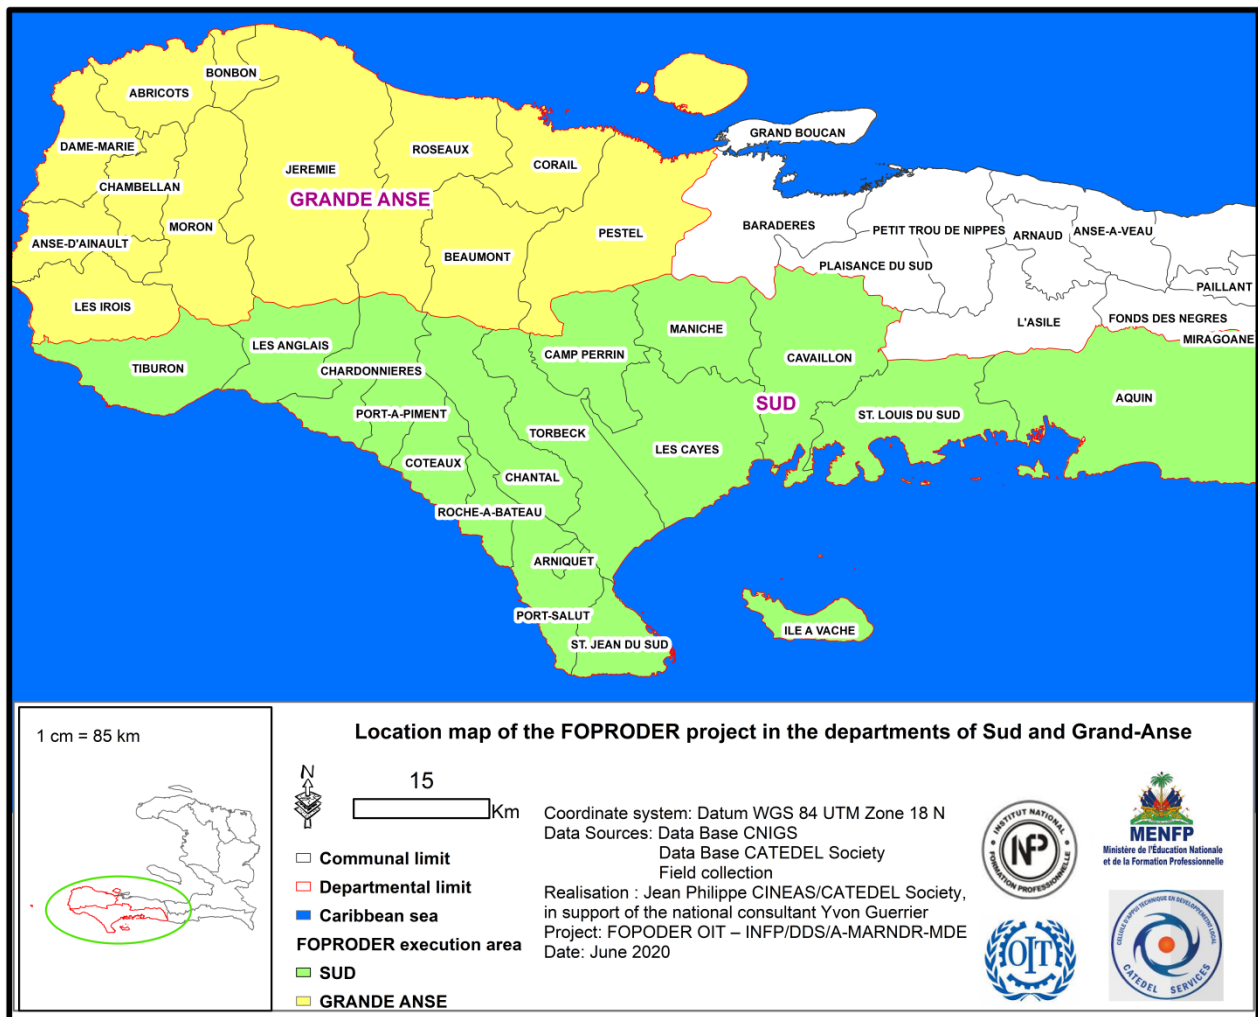 BONBON
ABRICOTS
GRAND BOUCAN
DAME-MARIE
ROSEAUX
CORAIL
JEREMIE
CHAMBELLAN
GRANDE ANSE
MORON
BARADERES
PETIT TROU DE NIPPES
ARNAUD
ANSE-A-VEAU
PESTEL
ANSE-D'AINAULT
BEAUMONT
PLAISANCE DU SUD
PAILLANT
LES IROIS
L'ASILE
FONDS DES NEGRES
MANICHE
MIRAGOANE
LES ANGLAIS
CAMP PERRIN
CAVAILLON
TIBURON
CHARDONNIERES
AQUIN
SUD
PORT-A-PIMENT
ST. LOUIS DU SUD
TORBECK
LES CAYES
COTEAUX
CHANTAL
ROCHE-A-BATEAU
ARNIQUET
PORT-SALUT
ILE A VACHE
ST. JEAN DU SUD
1 cm = 85 km
Location map of the FOPRODER project in the departments of Sud and Grand-Anse
N
15
Km
Communal limit
Departmental limit
Caribbean sea
FOPRODER execution area
SUD
GRANDE ANSE
Coordinate system: Datum WGS 84 UTM Zone 18 N
Data Sources: Data Base CNIGS
Data Base CATEDEL Society
Field collection
Realisation : Jean Philippe CINEAS/CATEDEL Society,
in support of the national consultant Yvon Guerrier
Project: FOPODER OIT – INFP/DDS/A-MARNDR-MDE
Date: June 2020
INSTITUT NATIONAL
NFP
FORMATION PROFESSIONNELLE
MENFP
Ministère de l'Éducation Nationale
et de la Formation Professionnelle
OIT
CELLULE D'APPUI TECHNIQUE EN DEVELOPPEMENT LOCAL
CATEDEL SERVICES